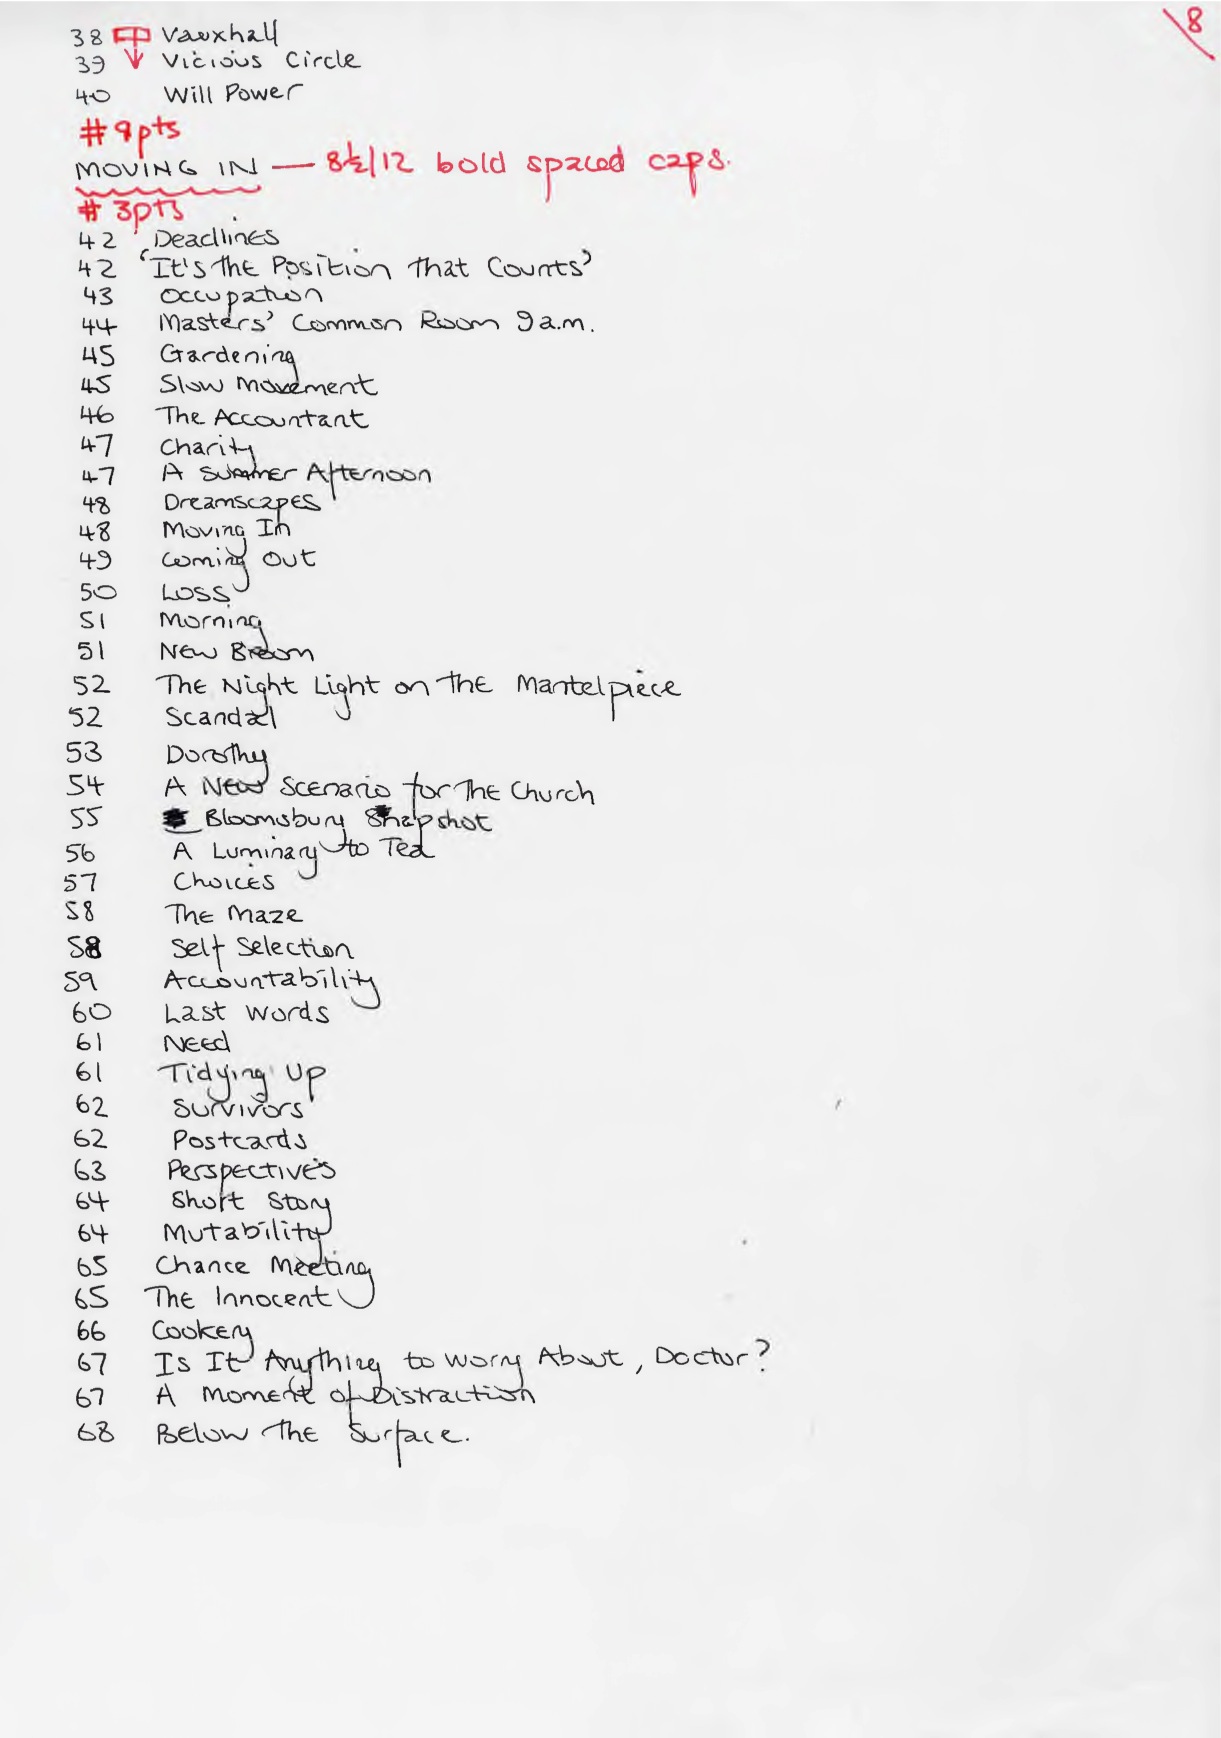 8
38 Vauxhall
39 Vicious Circle
40 Will Power
# 9pts
MOVING IN — 8½/12 bold spaced caps.
# 3pts
42 Deadlines
42 'It's the Position that Counts'
43 Occupation
44 Masters' Common Room 9 a.m.
45 Gardening
45 Slow Movement
46 The Accountant
47 Charity
47 A Summer Afternoon
48 Dreamscapes
48 Moving In
49 Coming Out
50 Loss
51 Morning
51 New Broom
52 The Night Light on the Mantelpiece
52 Scandal
53 Dorothy
54 A New Scenario for the Church
55 Bloomsbury Snapshot
56 A Luminary to Tea
57 Choices
58 The Maze
58 Self Selection
59 Accountability
60 Last Words
61 Need
61 Tidying Up
62 Survivors
62 Postcards
63 Perspectives
64 Short Story
64 Mutability
65 Chance Meeting
65 The Innocent
66 Cookery
67 Is It Anything to Worry About, Doctor?
67 A Moment of Distraction
68 Below the Surface.